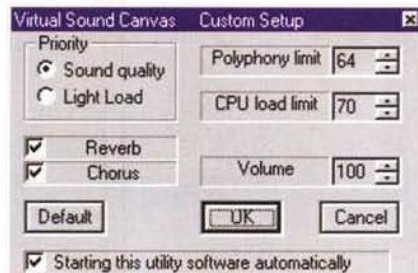 Virtual Sound Canvas Custom Setup
Priority
Sound quality
Light Load
Polyphony limit 64
CPU load limit 70
Reverb
Chorus
Volume 100
Default
OK
Cancel
Starting this utility software automatically